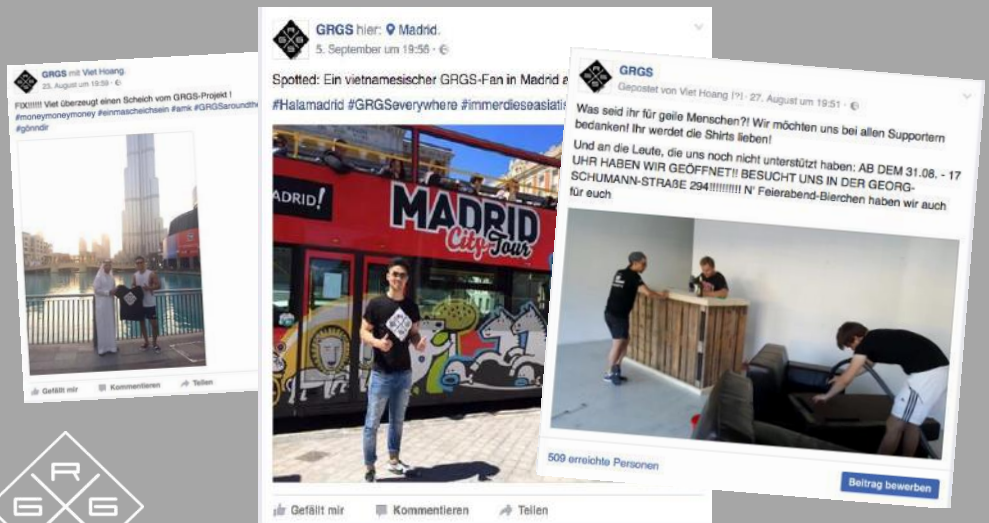 GRGS mit Viet Hoang.
23. August um 19:59
FIX!!!!!! Viet überzeugt einen Scheich vom GRGS-Projekt !
#moneymoneymoney #einmalscheichsein #amk #GRGSaroundthe
#gönndir
Gefällt mir Kommentieren Teilen
R
G G
GRGS hier: Madrid.
5. September um 19:56
Spotted: Ein vietnamesischer GRGS-Fan in Madrid a
#Halamadrid #GRGSeverywhere
ADRID!
MADRID
City Tour
Gefällt mir Kommentieren Teilen
GRGS
Gepostet von Viet Hoang [?] · 27. August um 19:51
Was seid ihr für geile Menschen?! Wir möchten uns bei allen Supportern
bedanken! Ihr werdet die Shirts lieben!
Und an die Leute, die uns noch nicht unterstützt haben: AB DEM 31.08. - 17
UHR HABEN WIR GEÖFFNET!! BESUCHT UNS IN DER GEORG-
SCHUMANN-STRAßE 294!!!!!!!!!! N' Feierabend-Bierchen haben wir auch
für euch
509 erreichte Personen
Beitrag bewerben